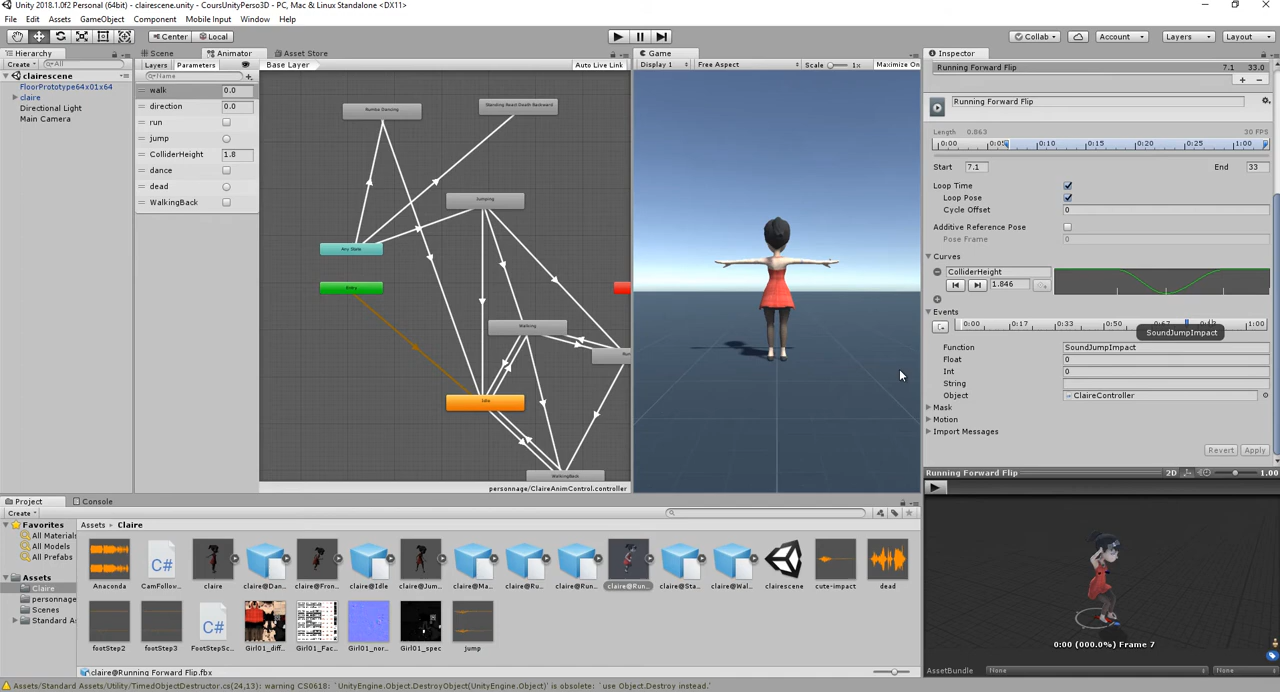 Unity 2018.1.0f2 Personal (64bit) - clairescene.unity - CoursUnityPerso3D - PC, Mac & Linux Standalone <DX11>
File Edit Assets GameObject Component Mobile Input Window Help
Center Local
Collab Account Layers Layout
Hierarchy
Create All
clairescene
FloorPrototype64x01x64
claire
Directional Light
Main Camera
Scene Animator Asset Store
Layers Parameters
Name
walk 0.0
direction 0.0
run
jump
ColliderHeight 1.8
dance
dead
WalkingBack
Base Layer Auto Live Link
Rumba Dancing
Standing React Death Backward
Jumping
Any State
Entry
Walking
Run
Idle
WalkingBack
personnage/ClaireAnimControl.controller
Game
Display 1 Free Aspect Scale 1x Maximize On
Inspector
Running Forward Flip 7.1 33.0
Running Forward Flip
Length 0.863 30 FPS
0:00 0:05 0:10 0:15 0:20 0:25 1:00
Start 7.1 End 33
Loop Time
Loop Pose
Cycle Offset 0
Additive Reference Pose
Pose Frame 0
Curves
ColliderHeight
1.846
Events
0:00 0:17 0:33 0:50 1:00
SoundJumpImpact
Function SoundJumpImpact
Float 0
Int 0
String
Object ClaireController
Mask
Motion
Import Messages
Revert Apply
Running Forward Flip 2D 1.00
0:00 (000.0%) Frame 7
AssetBundle None None
Project Console
Create
Favorites
All Materials
All Models
All Prefabs
Assets
Claire
personnage
Scenes
Standard As
Assets Claire
Anaconda CamFollow... claire claire@Dan... claire@Fron... claire@Idle claire@Jum... claire@Ma... claire@Ru... claire@Run... claire@Run... claire@Sta... claire@Wal... clairescene cute-impact dead
footStep2 footStep3 FootStepSc... Girl01_diff... Girl01_Fac... Girl01_nor... Girl01_spec jump
claire@Running Forward Flip.fbx
Assets/Standard Assets/Utility/TimedObjectDestructor.cs(24,13): warning CS0618: `UnityEngine.Object.DestroyObject(UnityEngine.Object)' is obsolete: `use Object.Destroy instead.'